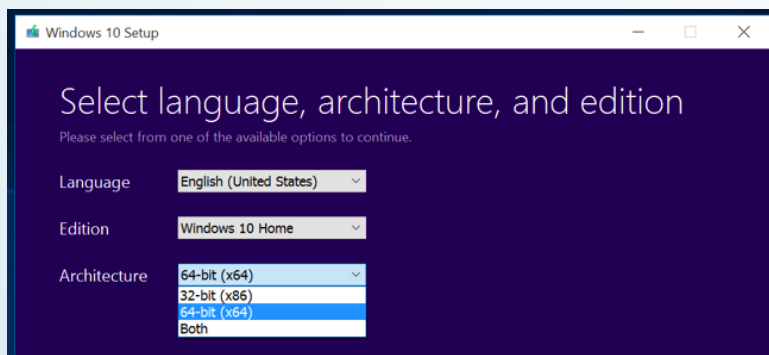 Windows 10 Setup
Select language, architecture, and edition
Please select from one of the available options to continue.
Language English (United States)
Edition Windows 10 Home
Architecture 64-bit (x64)
32-bit (x86)
64-bit (x64)
Both